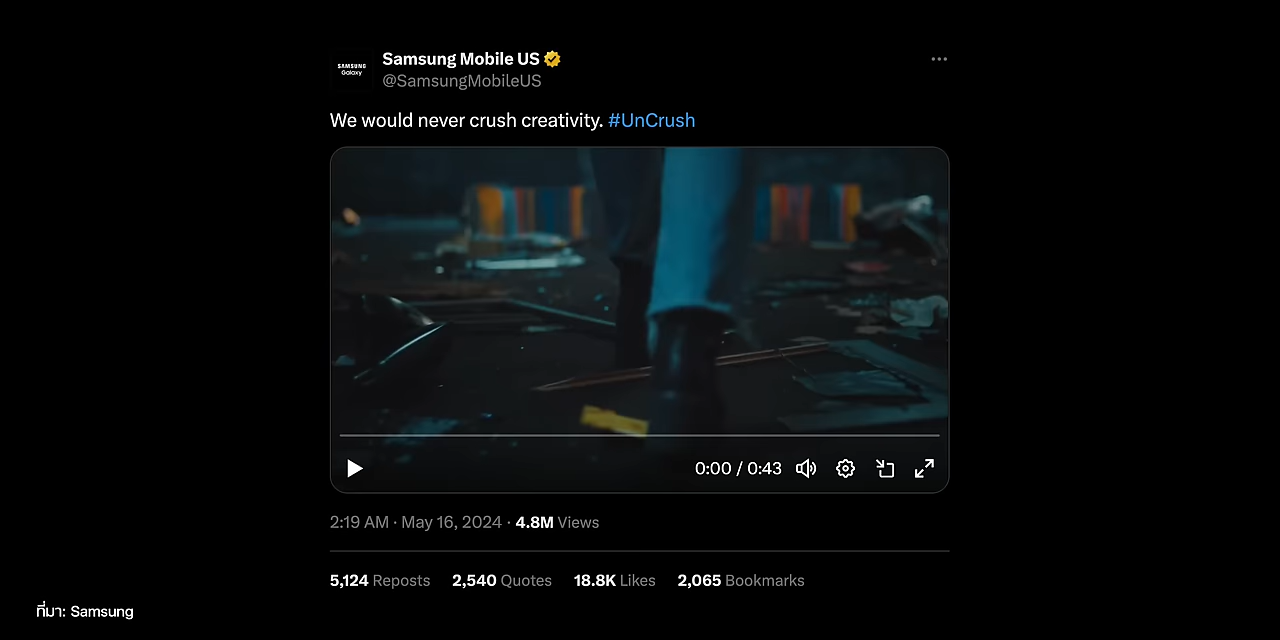 SAMSUNG
Galaxy
Samsung Mobile US
@SamsungMobileUS
We would never crush creativity. #UnCrush
0:00 / 0:43
2:19 AM · May 16, 2024 · 4.8M Views
5,124 Reposts 2,540 Quotes 18.8K Likes 2,065 Bookmarks
ที่มา: Samsung